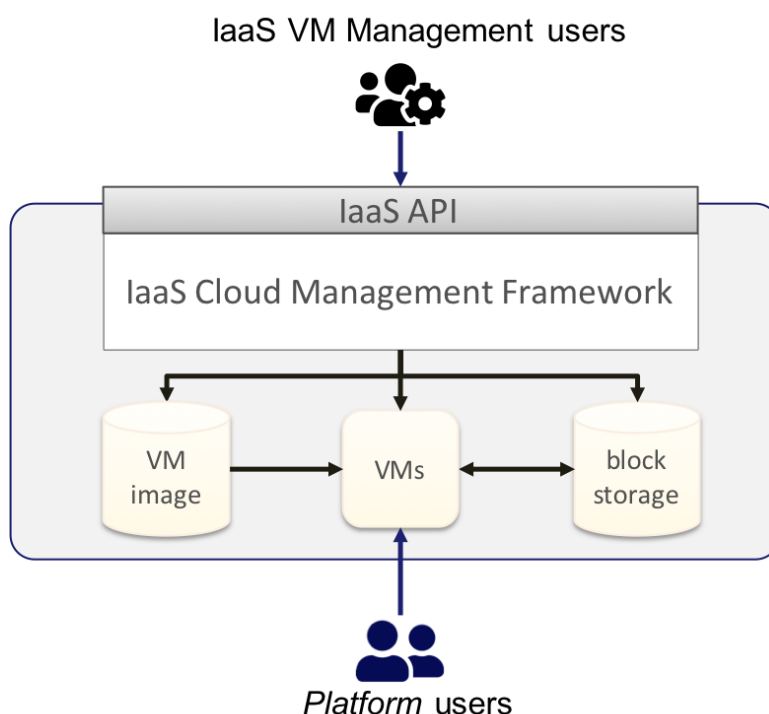 IaaS VM Management users
IaaS API
IaaS Cloud Management Framework
VM
image
VMs
block
storage
Platform users